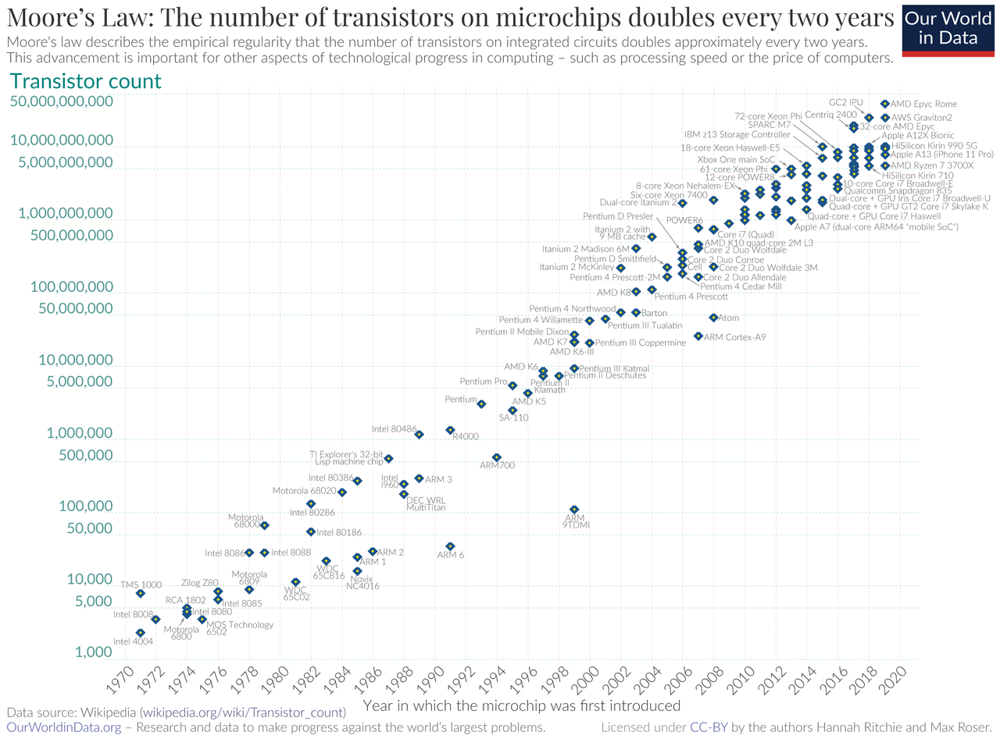 Moore's Law: The number of transistors on microchips doubles every two years
Our World
in Data
Moore's law describes the empirical regularity that the number of transistors on integrated circuits doubles approximately every two years.
This advancement is important for other aspects of technological progress in computing – such as processing speed or the price of computers.
Transistor count
50,000,000,000
10,000,000,000
5,000,000,000
1,000,000,000
500,000,000
100,000,000
50,000,000
10,000,000
5,000,000
1,000,000
500,000
100,000
50,000
10,000
5,000
1,000
GC2 IPU
AMD Epyc Rome
72-core Xeon Phi
Centriq 2400
AWS Graviton2
SPARC M7
32-core AMD Epyc
IBM z13 Storage Controller
Apple A12X Bionic
18-core Xeon Haswell-E5
HiSilicon Kirin 990 5G
Apple A13 (iPhone 11 Pro)
Xbox One main SoC
61-core Xeon Phi
AMD Ryzen 7 3700X
12-core POWER8
HiSilicon Kirin 710
8-core Xeon Nehalem-EX
10-core Core i7 Broadwell-E
Six-core Xeon 7400
Qualcomm Snapdragon 835
Dual-core Itanium 2
Dual-core + GPU Iris Core i7 Broadwell-U
Quad-core + GPU GT2 Core i7 Skylake K
Pentium D Presler
POWER6
Quad-core + GPU Core i7 Haswell
Apple A7 (dual-core ARM64 "mobile SoC")
Itanium 2 with
9 MB cache
Core i7 (Quad)
AMD K10 quad-core 2M L3
Itanium 2 Madison 6M
Core 2 Duo Wolfdale
Pentium D Smithfield
Core 2 Duo Conroe
Itanium 2 McKinley
Cell
Core 2 Duo Wolfdale 3M
Pentium 4 Prescott-2M
Core 2 Duo Allendale
Pentium 4 Cedar Mill
AMD K8
Pentium 4 Prescott
Pentium 4 Northwood
Barton
Atom
Pentium 4 Willamette
Pentium III Tualatin
Pentium II Mobile Dixon
ARM Cortex-A9
AMD K7
Pentium III Coppermine
AMD K6-III
AMD K6
Pentium III Katmai
Pentium II Deschutes
Pentium Pro
Pentium II
Klamath
Pentium
AMD K5
SA-110
Intel 80486
R4000
TI Explorer's 32-bit
Lisp machine chip
ARM700
Intel 80386
Intel
i960
ARM 3
Motorola 68020
DEC WRL
MultiTitan
Intel 80286
ARM
9TDMI
Motorola
68000
Intel 80186
Intel 8086
Intel 8088
ARM 2
ARM 6
ARM 1
WDC
65C816
Novix
NC4016
Motorola
6809
WDC
65C02
TMS 1000
Zilog Z80
RCA 1802
Intel 8085
Intel 8008
Intel 8080
Motorola
6800
MOS Technology
6502
Intel 4004
1970
1972
1974
1976
1978
1980
1982
1984
1986
1988
1990
1992
1994
1996
1998
2000
2002
2004
2006
2008
2010
2012
2014
2016
2018
2020
Year in which the microchip was first introduced
Data source: Wikipedia (wikipedia.org/wiki/Transistor_count)
OurWorldinData.org – Research and data to make progress against the world's largest problems.
Licensed under CC-BY by the authors Hannah Ritchie and Max Roser.